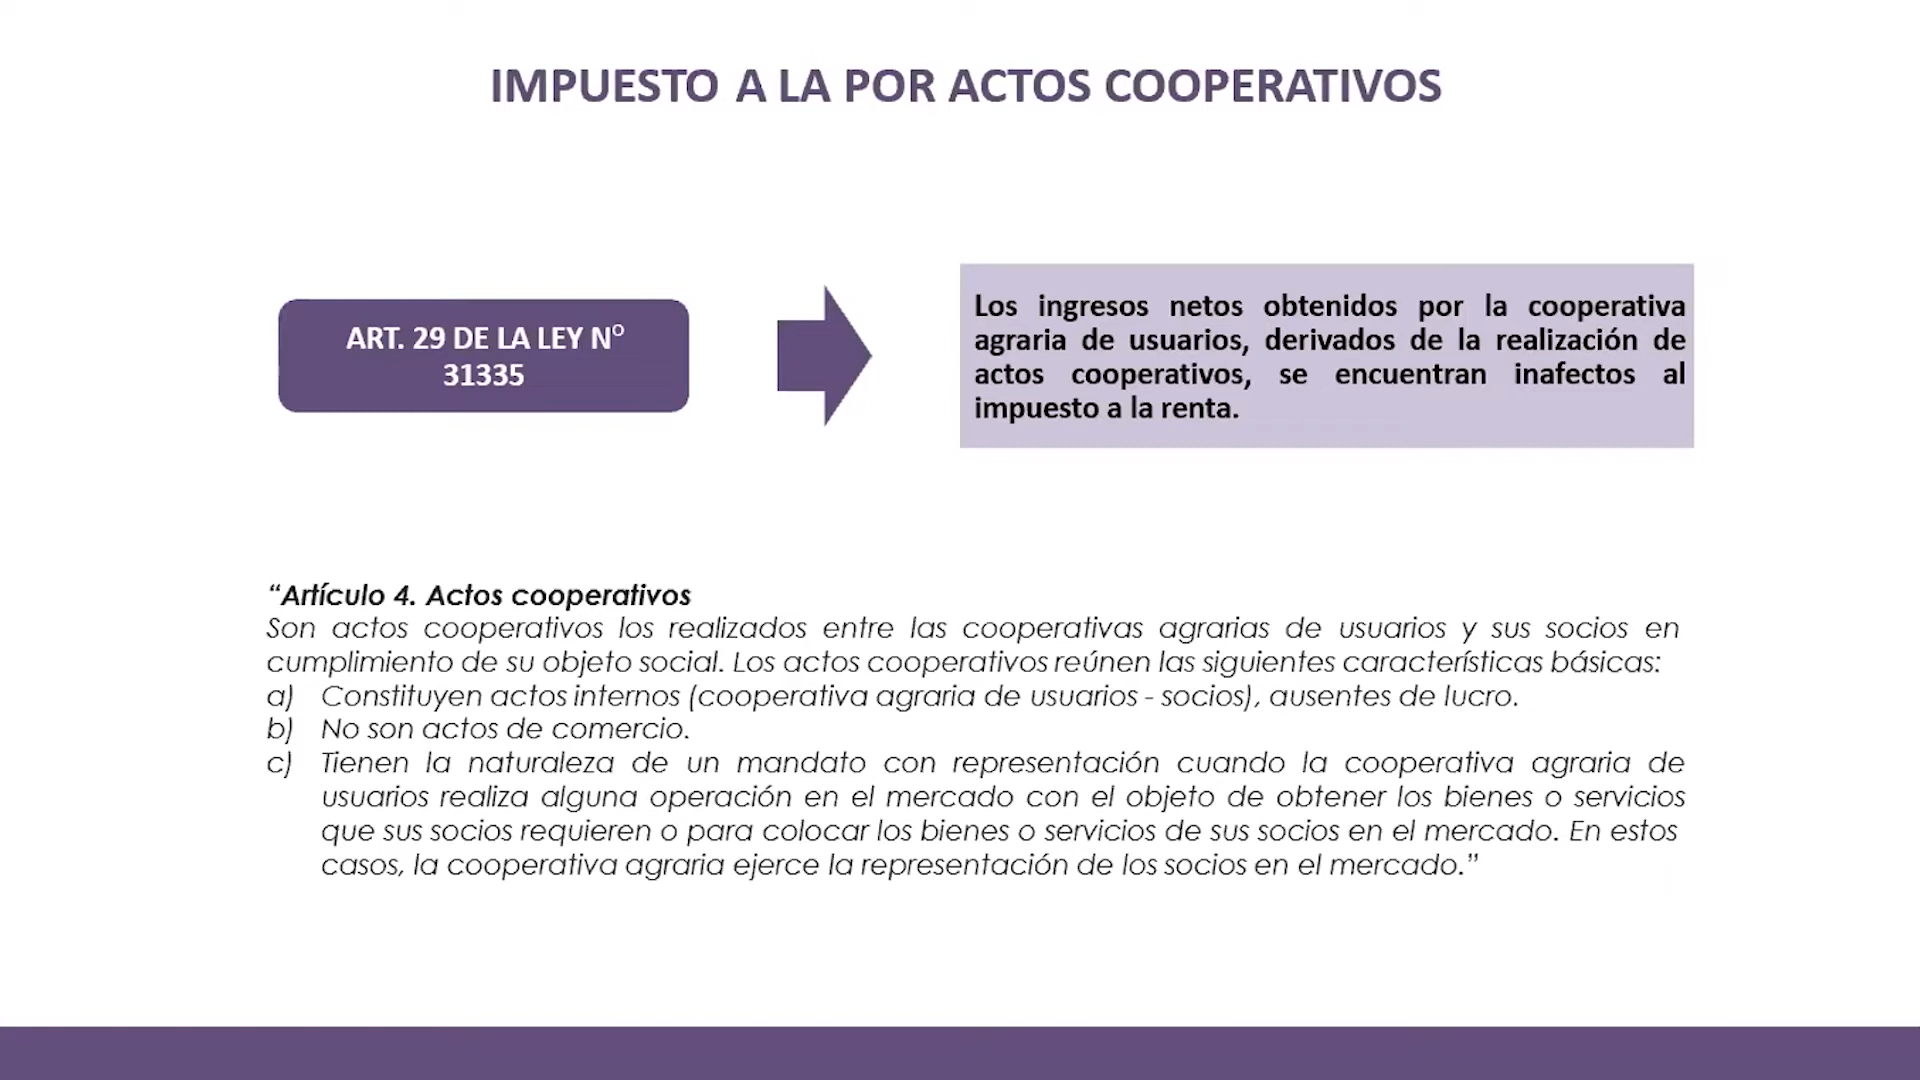 IMPUESTO A LA POR ACTOS COOPERATIVOS
ART. 29 DE LA LEY Nº
31335
Los ingresos netos obtenidos por la cooperativa
agraria de usuarios, derivados de la realización de
actos cooperativos, se encuentran inafectos al
impuesto a la renta.
“Artículo 4. Actos cooperativos
Son actos cooperativos los realizados entre las cooperativas agrarias de usuarios y sus socios en
cumplimiento de su objeto social. Los actos cooperativos reúnen las siguientes características básicas:
a) Constituyen actos internos (cooperativa agraria de usuarios - socios), ausentes de lucro.
b) No son actos de comercio.
c) Tienen la naturaleza de un mandato con representación cuando la cooperativa agraria de
usuarios realiza alguna operación en el mercado con el objeto de obtener los bienes o servicios
que sus socios requieren o para colocar los bienes o servicios de sus socios en el mercado. En estos
casos, la cooperativa agraria ejerce la representación de los socios en el mercado.”